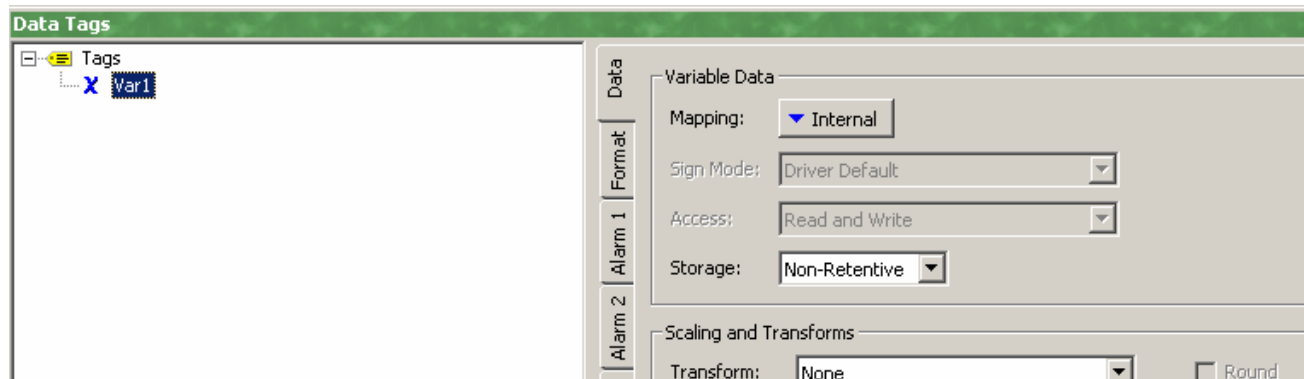 Data Tags
Tags
Var1
Data
Format
Alarm 1
Alarm 2
Variable Data
Mapping: Internal
Sign Mode: Driver Default
Access: Read and Write
Storage: Non-Retentive
Scaling and Transforms
Transform: None Round